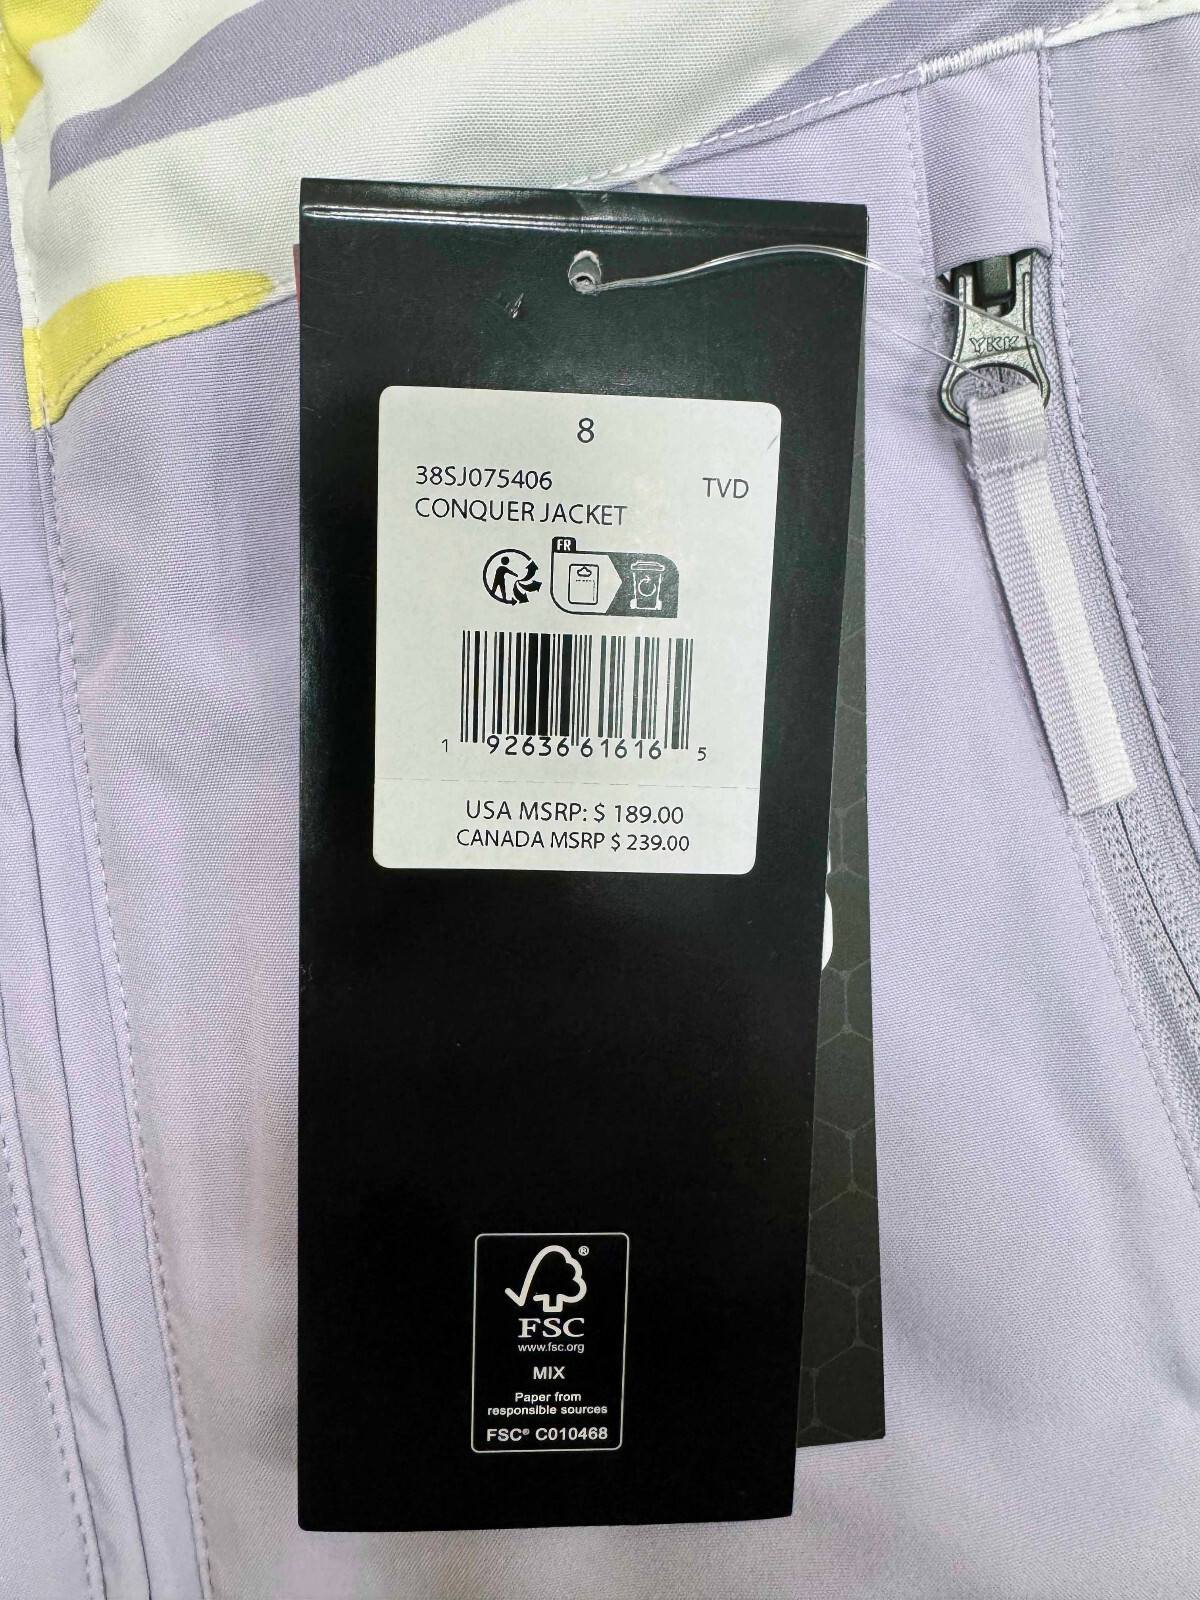 8
38SJ075406
TVD
CONQUER JACKET
FR
1 92636 61616 5
USA MSRP: $ 189.00
CANADA MSRP $ 239.00
YKK
®
FSC
www.fsc.org
MIX
Paper from
responsible sources
FSC® C010468